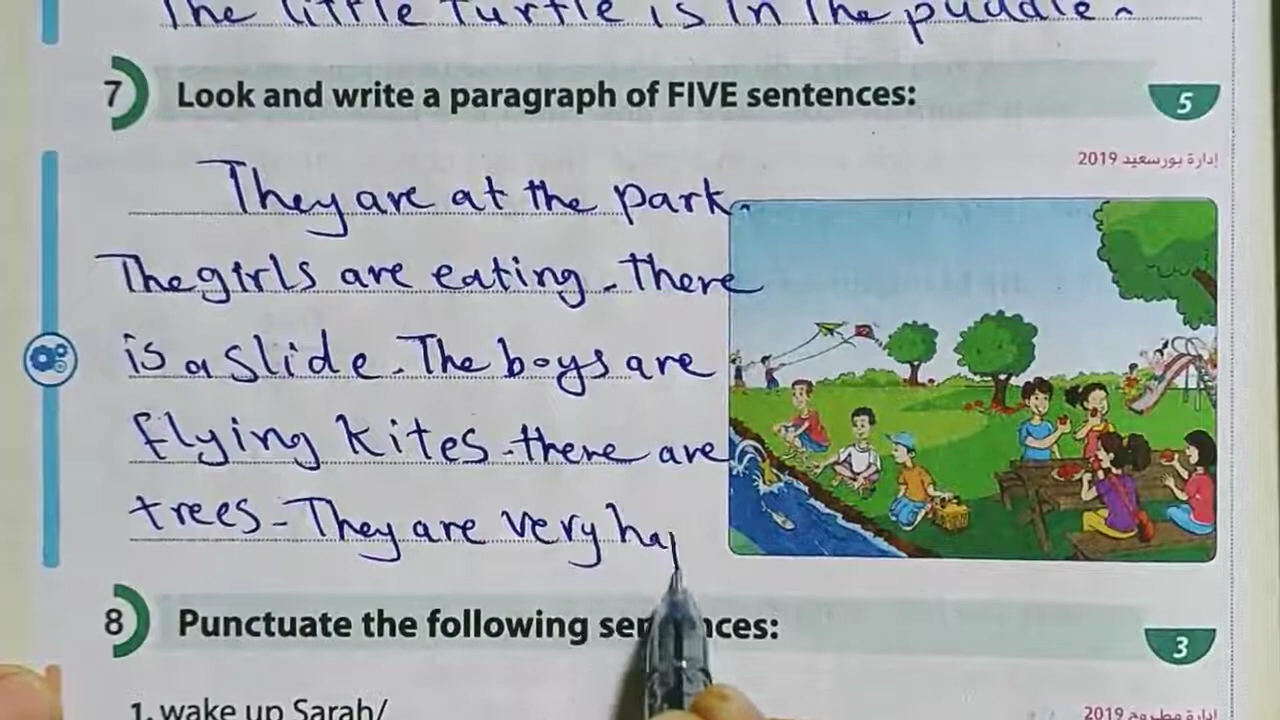 The little turtle is in the puddle.
7 Look and write a paragraph of FIVE sentences:
5
إدارة بورسعيد 2019
They are at the park.
The girls are eating. There
is a slide. The boys are
flying kites. there are
trees. They are very hap
8 Punctuate the following sentences:
3
1. wake up Sarah/
إدارة مطروح 2019